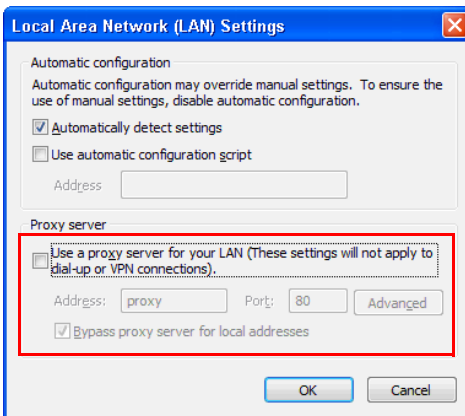 Local Area Network (LAN) Settings
Automatic configuration
Automatic configuration may override manual settings. To ensure the
use of manual settings, disable automatic configuration.
Automatically detect settings
Use automatic configuration script
Address
Proxy server
Use a proxy server for your LAN (These settings will not apply to
dial-up or VPN connections).
Address: proxy Port: 80 Advanced
Bypass proxy server for local addresses
OK Cancel